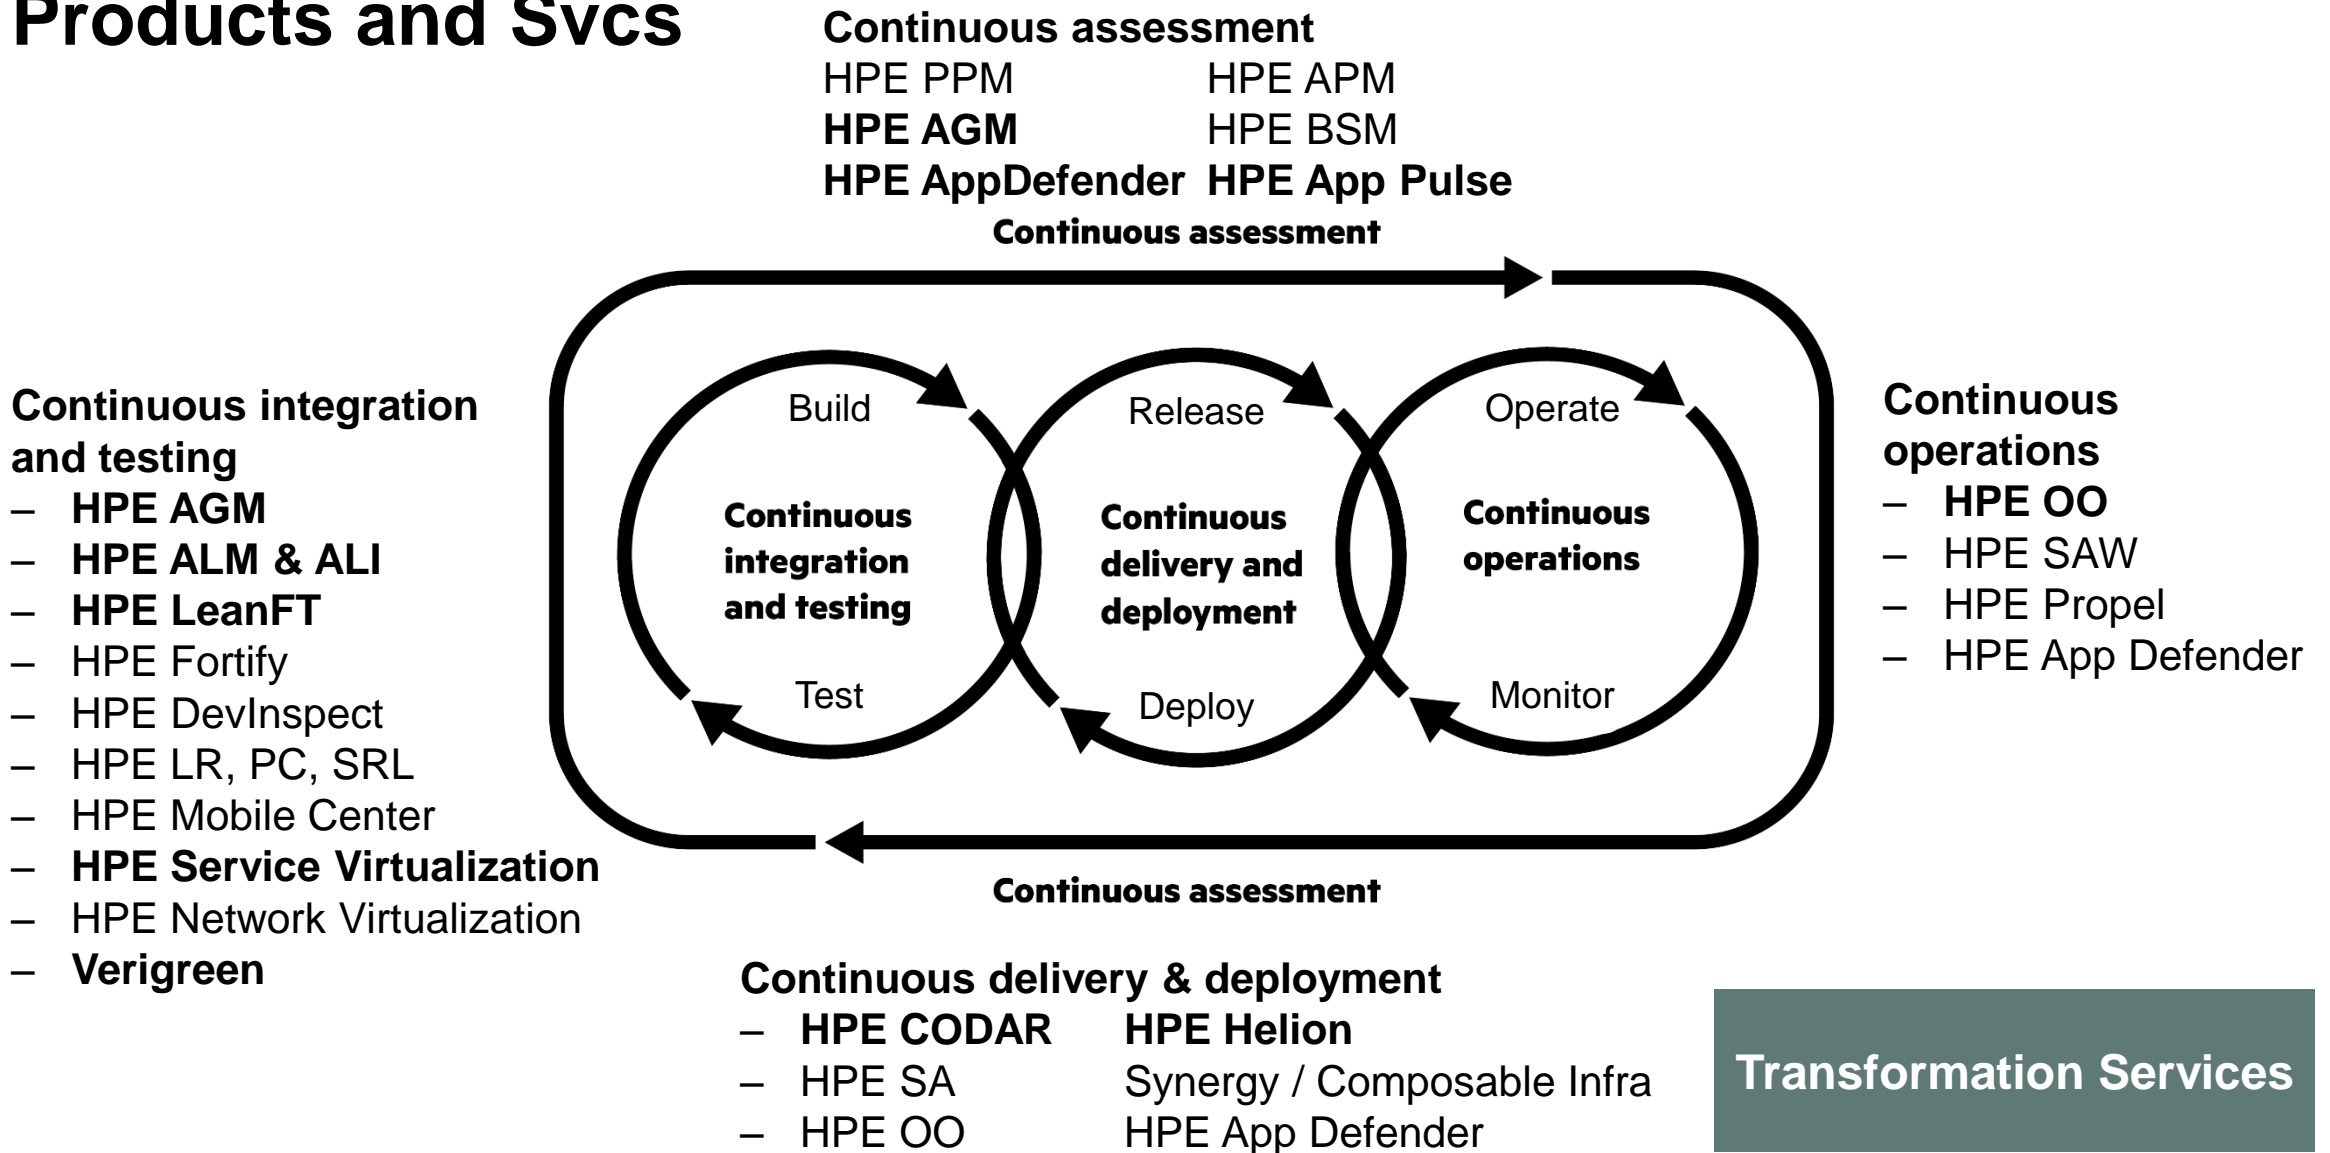 Products and Svcs
Continuous assessment
HPE PPM HPE APM
HPE AGM HPE BSM
HPE AppDefender HPE App Pulse
Continuous assessment
Continuous integration
and testing
– HPE AGM
– HPE ALM & ALI
– HPE LeanFT
– HPE Fortify
– HPE DevInspect
– HPE LR, PC, SRL
– HPE Mobile Center
– HPE Service Virtualization
– HPE Network Virtualization
– Verigreen
Build
Continuous
integration
and testing
Test
Release
Continuous
delivery and
deployment
Deploy
Operate
Continuous
operations
Monitor
Continuous
operations
– HPE OO
– HPE SAW
– HPE Propel
– HPE App Defender
Continuous assessment
Continuous delivery & deployment
– HPE CODAR HPE Helion
– HPE SA Synergy / Composable Infra
– HPE OO HPE App Defender
Transformation Services